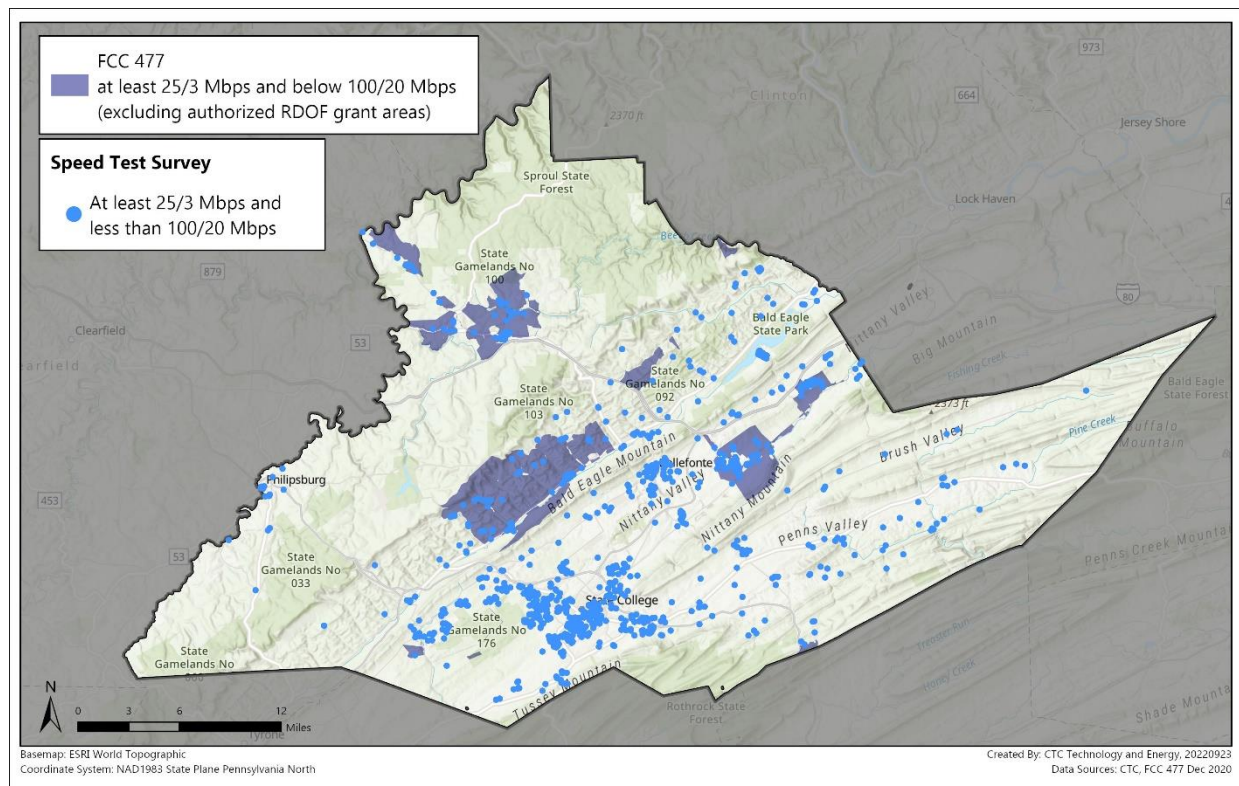 FCC 477
at least 25/3 Mbps and below 100/20 Mbps
(excluding authorized RDOF grant areas)
Speed Test Survey
At least 25/3 Mbps and
less than 100/20 Mbps
973
664
Clinton
2370 ft
Jersey Shore
Sproul State
Forest
Lock Haven
879
State
Gamelands No
100
80
Clearfield
53
Bald Eagle
State Park
Nittany Valley
Big Mountain
Fishing Creek
State
Gamelands No
092
State
Gamelands No
103
2373 ft
Bald Eagle
State Forest
Pine Creek
Brush Valley
Bald Eagle Mountain
Nittany Valley
Nittany Mountain
Philipsburg
453
Penns Valley
53
Penns Creek Mountain
State
Gamelands No
033
State College
State
Gamelands No
176
State
Gamelands No
Treaster Run
Honey Creek
Tussey Mountain
Rothrock State
Forest
Tyrone
N
0 3 6 12
Miles
Basemap: ESRI World Topographic
Coordinate System: NAD1983 State Plane Pennsylvania North
Created By: CTC Technology and Energy, 20220923
Data Sources: CTC, FCC 477 Dec 2020